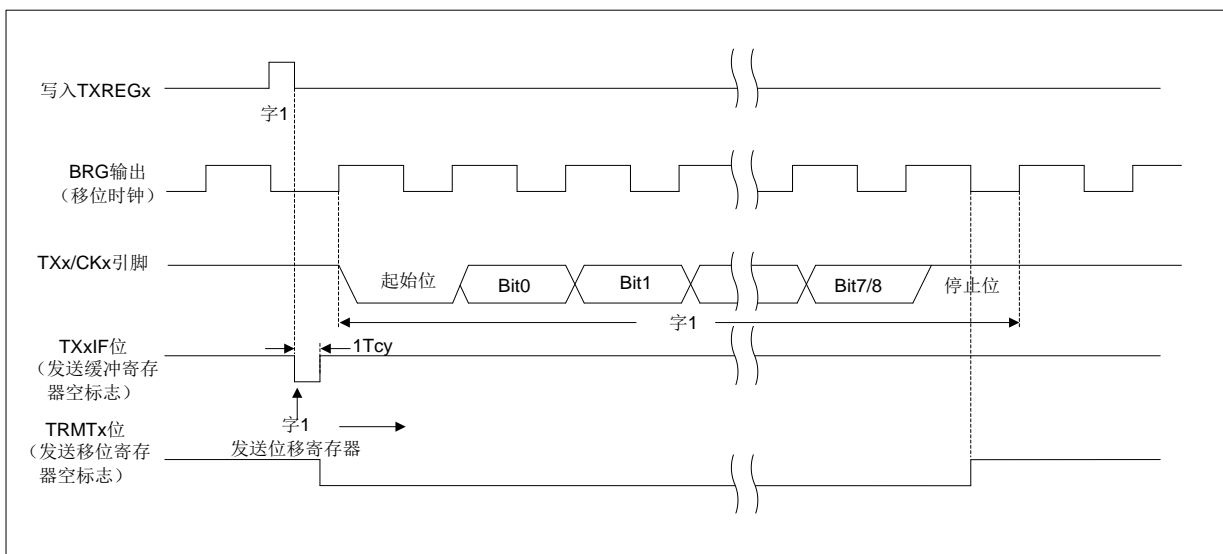 写入TXREGx
字1
BRG输出
（移位时钟）
TXx/CKx引脚
起始位
Bit0
Bit1
Bit7/8
停止位
字1
TXxIF位
（发送缓冲寄存
器空标志）
1Tcy
字1
发送位移寄存器
TRMTx位
（发送移位寄存
器空标志）